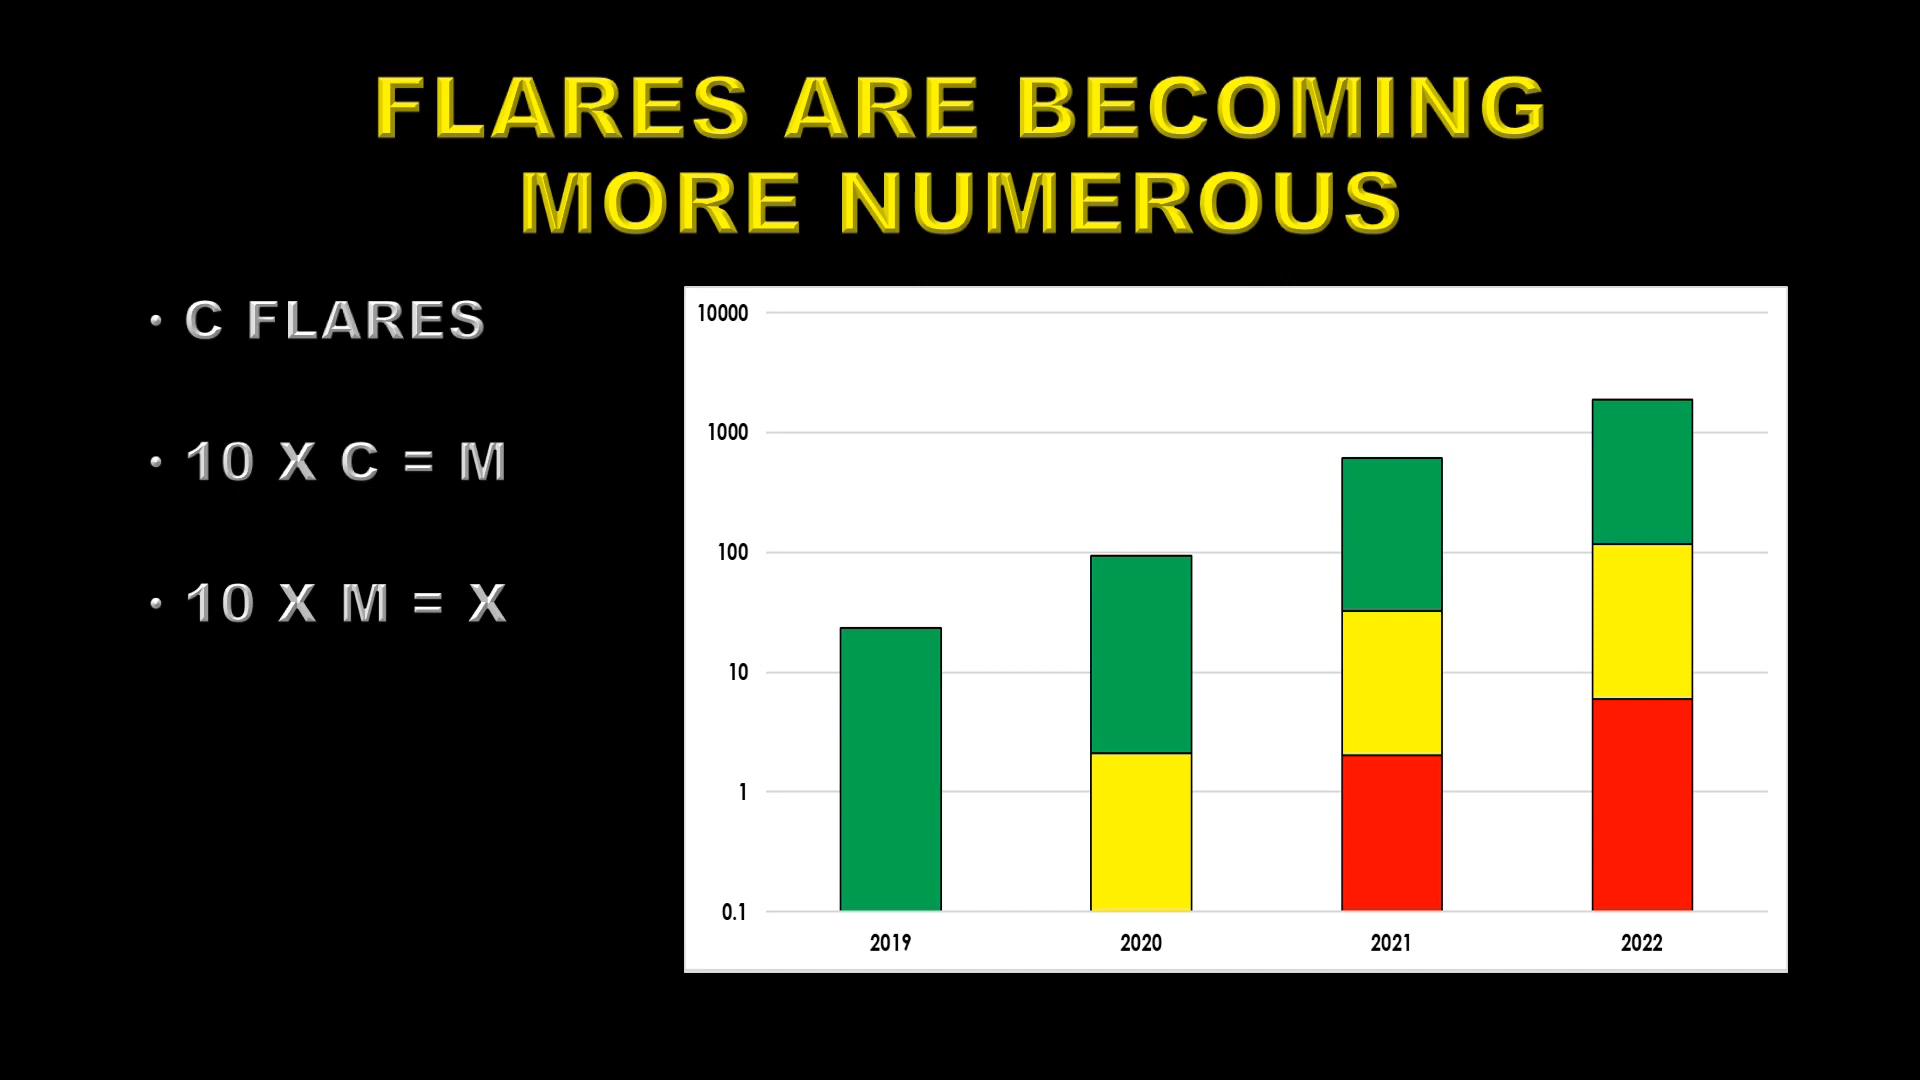 FLARES ARE BECOMING
MORE NUMEROUS
• C FLARES
• 10 X C = M
• 10 X M = X
10000
1000
100
10
1
0.1
2019 2020 2021 2022